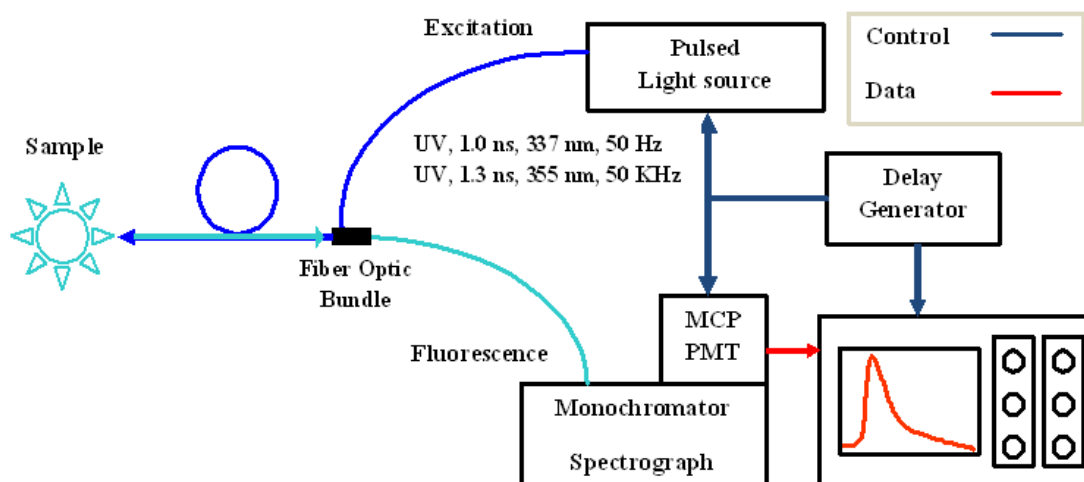 Excitation
Pulsed
Light source
Control
Data
Sample
UV, 1.0 ns, 337 nm, 50 Hz
UV, 1.3 ns, 355 nm, 50 KHz
Delay
Generator
Fiber Optic
Bundle
MCP
PMT
Fluorescence
Monochromator
Spectrograph